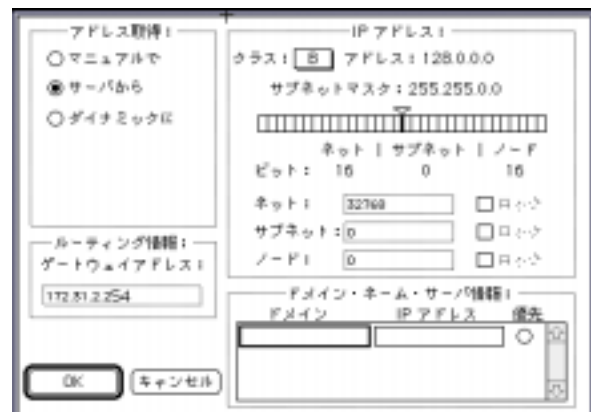 アドレス取得：
マニュアルで
サーバから
ダイナミックに
ルーティング情報：
ゲートウェイアドレス：
172.31.2.254
OK
キャンセル
IP アドレス：
クラス： B アドレス：128.0.0.0
サブネットマスク：255.255.0.0
ネット | サブネット | ノード
ビット： 16 0 16
ネット： 32768
サブネット： 0
ノード： 0
ドメイン・ネーム・サーバ情報：
ドメイン IP アドレス 優先